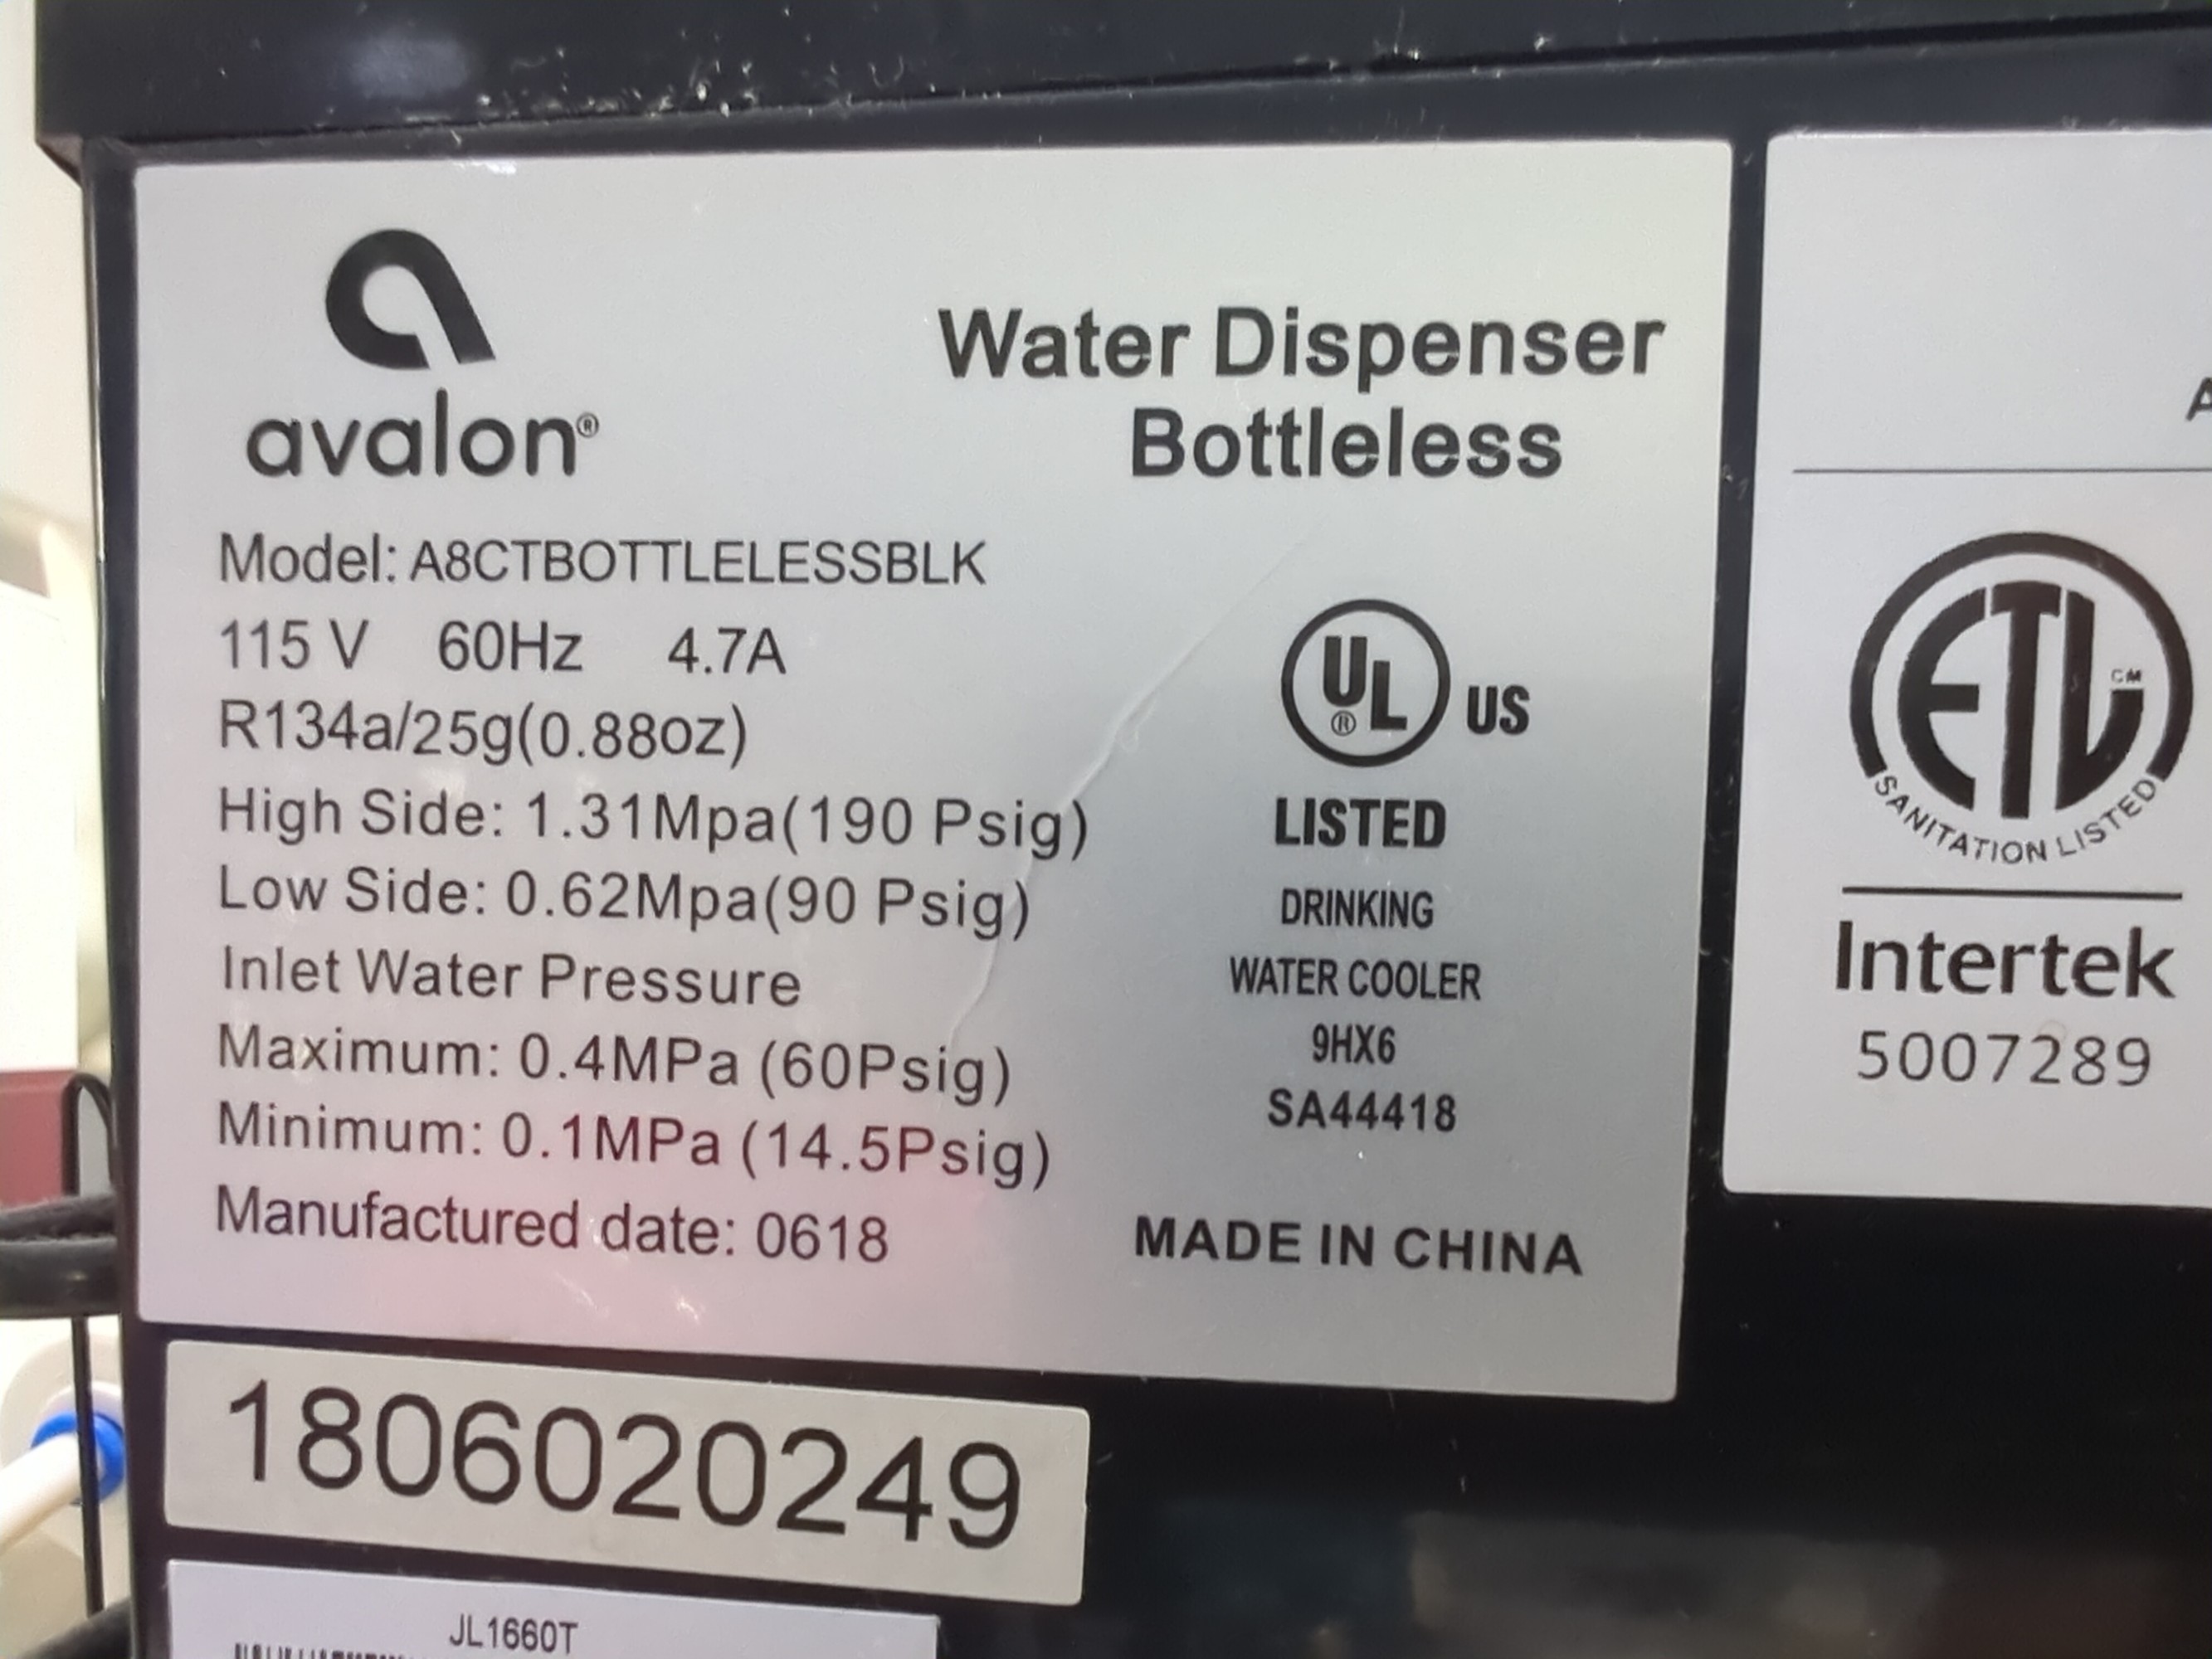 avalon®
Water Dispenser
Bottleless
Model: A8CTBOTTLELESSBLK
115 V 60Hz 4.7A
R134a/25g(0.88oz)
High Side: 1.31Mpa(190 Psig)
Low Side: 0.62Mpa(90 Psig)
Inlet Water Pressure
Maximum: 0.4MPa (60Psig)
Minimum: 0.1MPa (14.5Psig)
Manufactured date: 0618
UL® US
LISTED
DRINKING
WATER COOLER
9HX6
SA44418
MADE IN CHINA
A
ETL CM
SANITATION LISTED
Intertek
5007289
1806020249
JL1660T